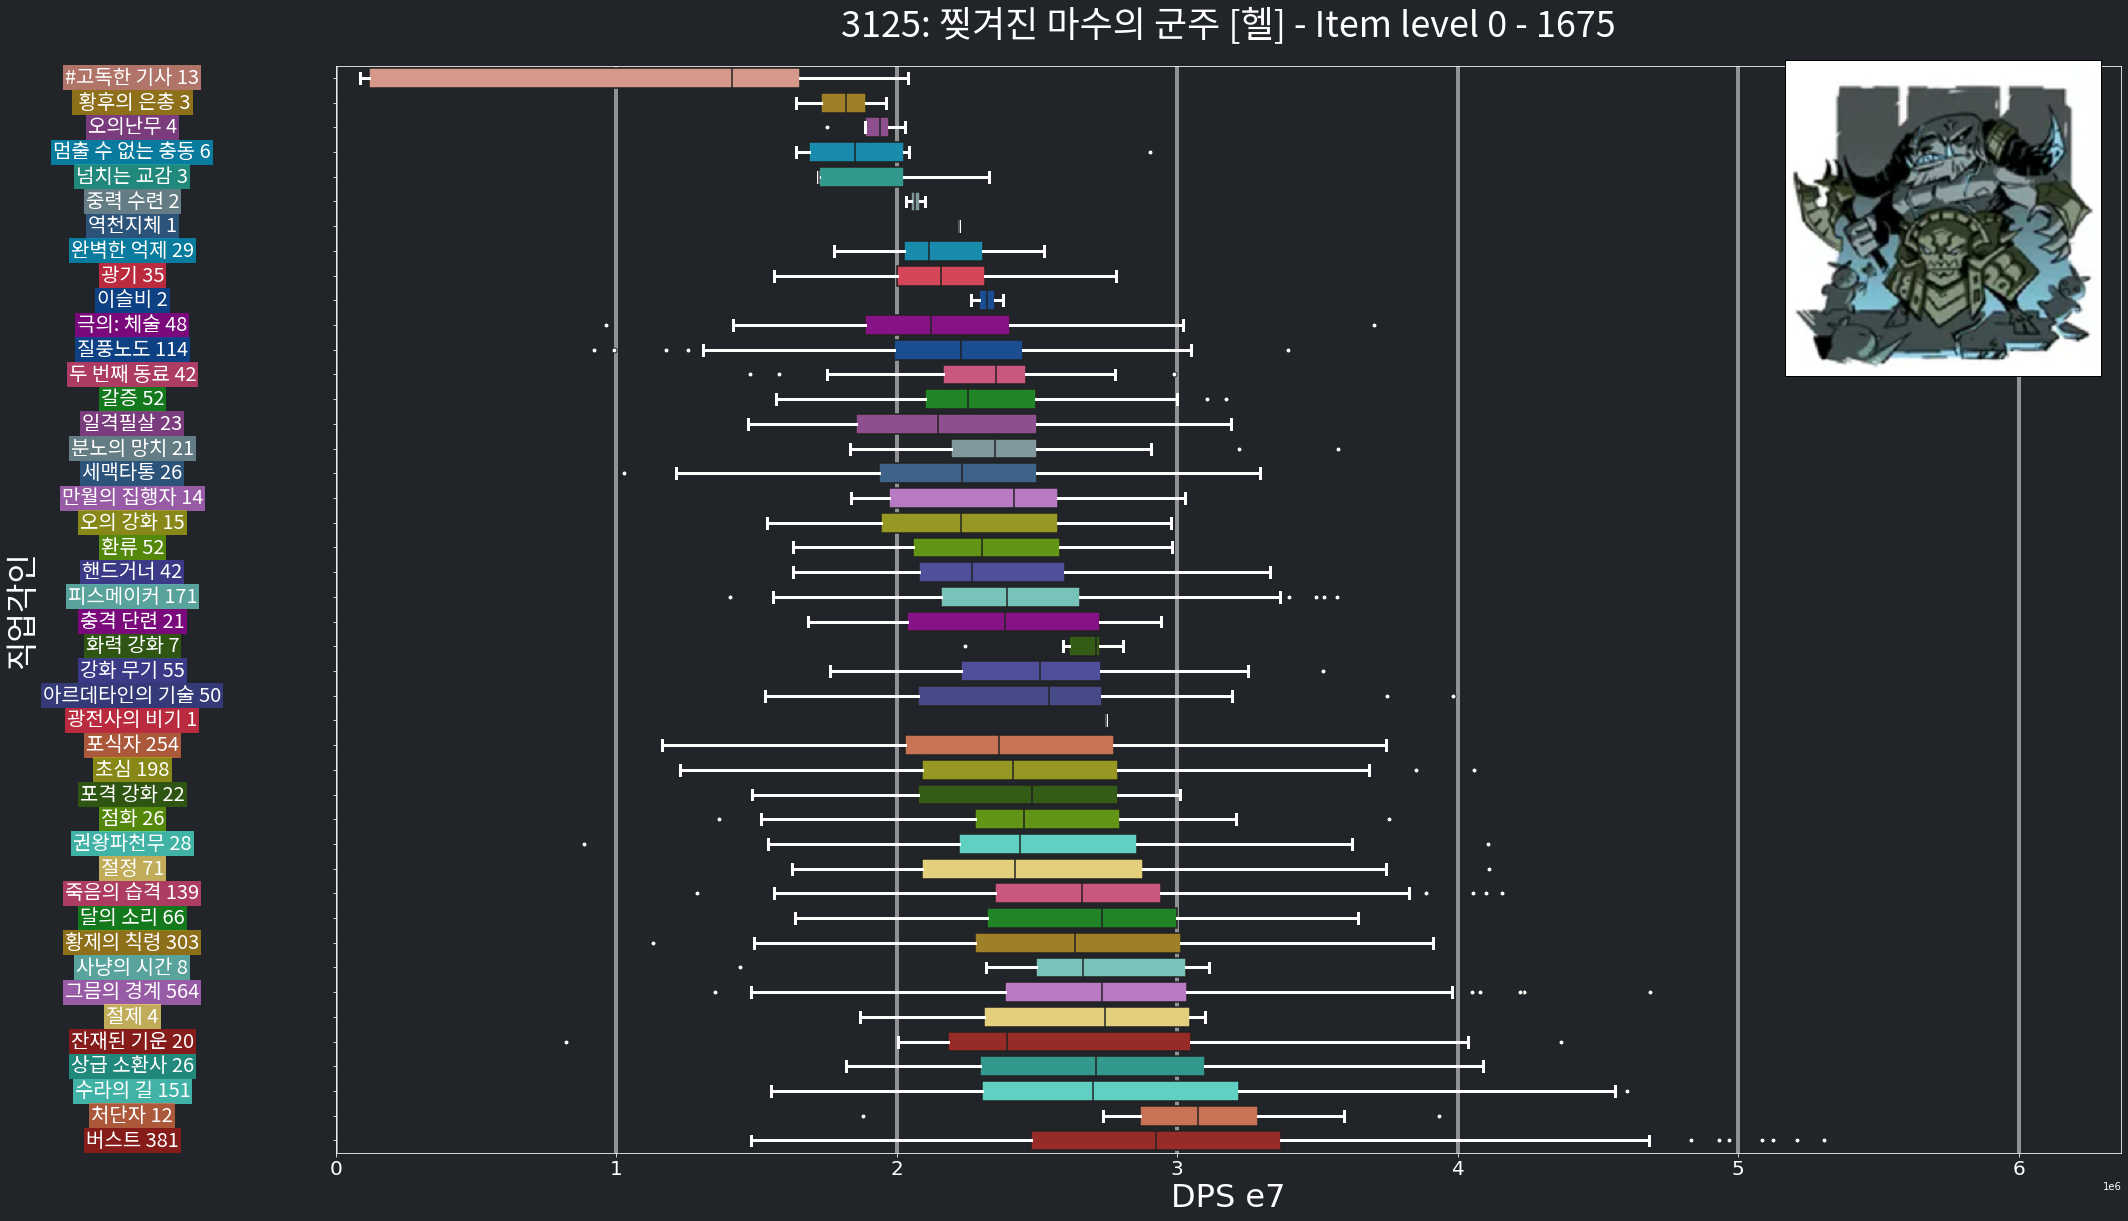 3125: 찢겨진 마수의 군주 [헬] - Item level 0 - 1675
#고독한 기사 13
황후의 은총 3
오의난무 4
멈출 수 없는 충동 6
넘치는 교감 3
중력 수련 2
역천지체 1
완벽한 억제 29
광기 35
이슬비 2
극의: 체술 48
질풍노도 114
두 번째 동료 42
갈증 52
일격필살 23
분노의 망치 21
세맥타통 26
만월의 집행자 14
오의 강화 15
환류 52
핸드거너 42
피스메이커 171
충격 단련 21
화력 강화 7
강화 무기 55
아르데타인의 기술 50
광전사의 비기 1
포식자 254
초심 198
포격 강화 22
점화 26
권왕파천무 28
절정 71
죽음의 습격 139
달의 소리 66
황제의 칙령 303
사냥의 시간 8
그믐의 경계 564
절제 4
잔재된 기운 20
상급 소환사 26
수라의 길 151
처단자 12
버스트 381
직업각인
0 1 2 3 4 5 6
DPS e7
1e6